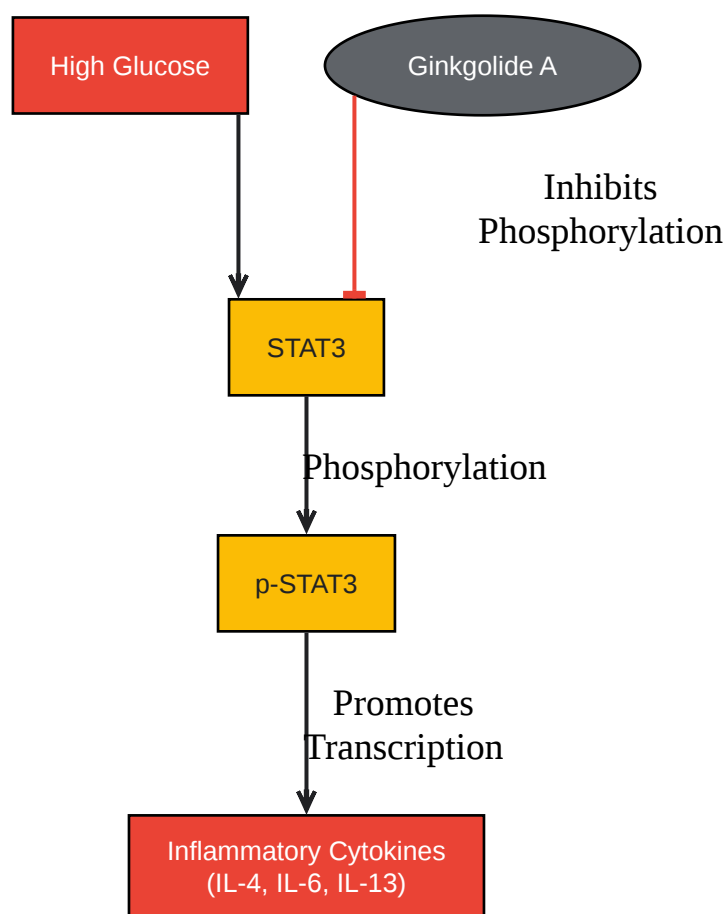 High Glucose
Ginkgolide A
Inhibits
Phosphorylation
STAT3
Phosphorylation
p-STAT3
Promotes
Transcription
Inflammatory Cytokines
(IL-4, IL-6, IL-13)